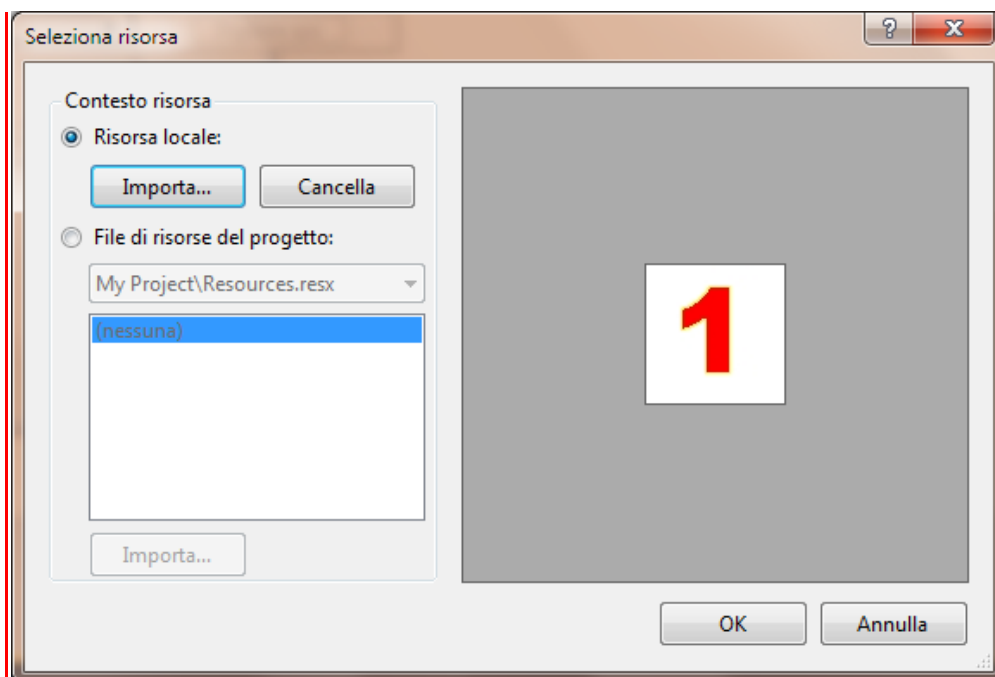 Seleziona risorsa
Contesto risorsa
Risorsa locale:
Importa... Cancella
File di risorse del progetto:
My Project\Resources.resx
(nessuna)
Importa...
1
OK Annulla